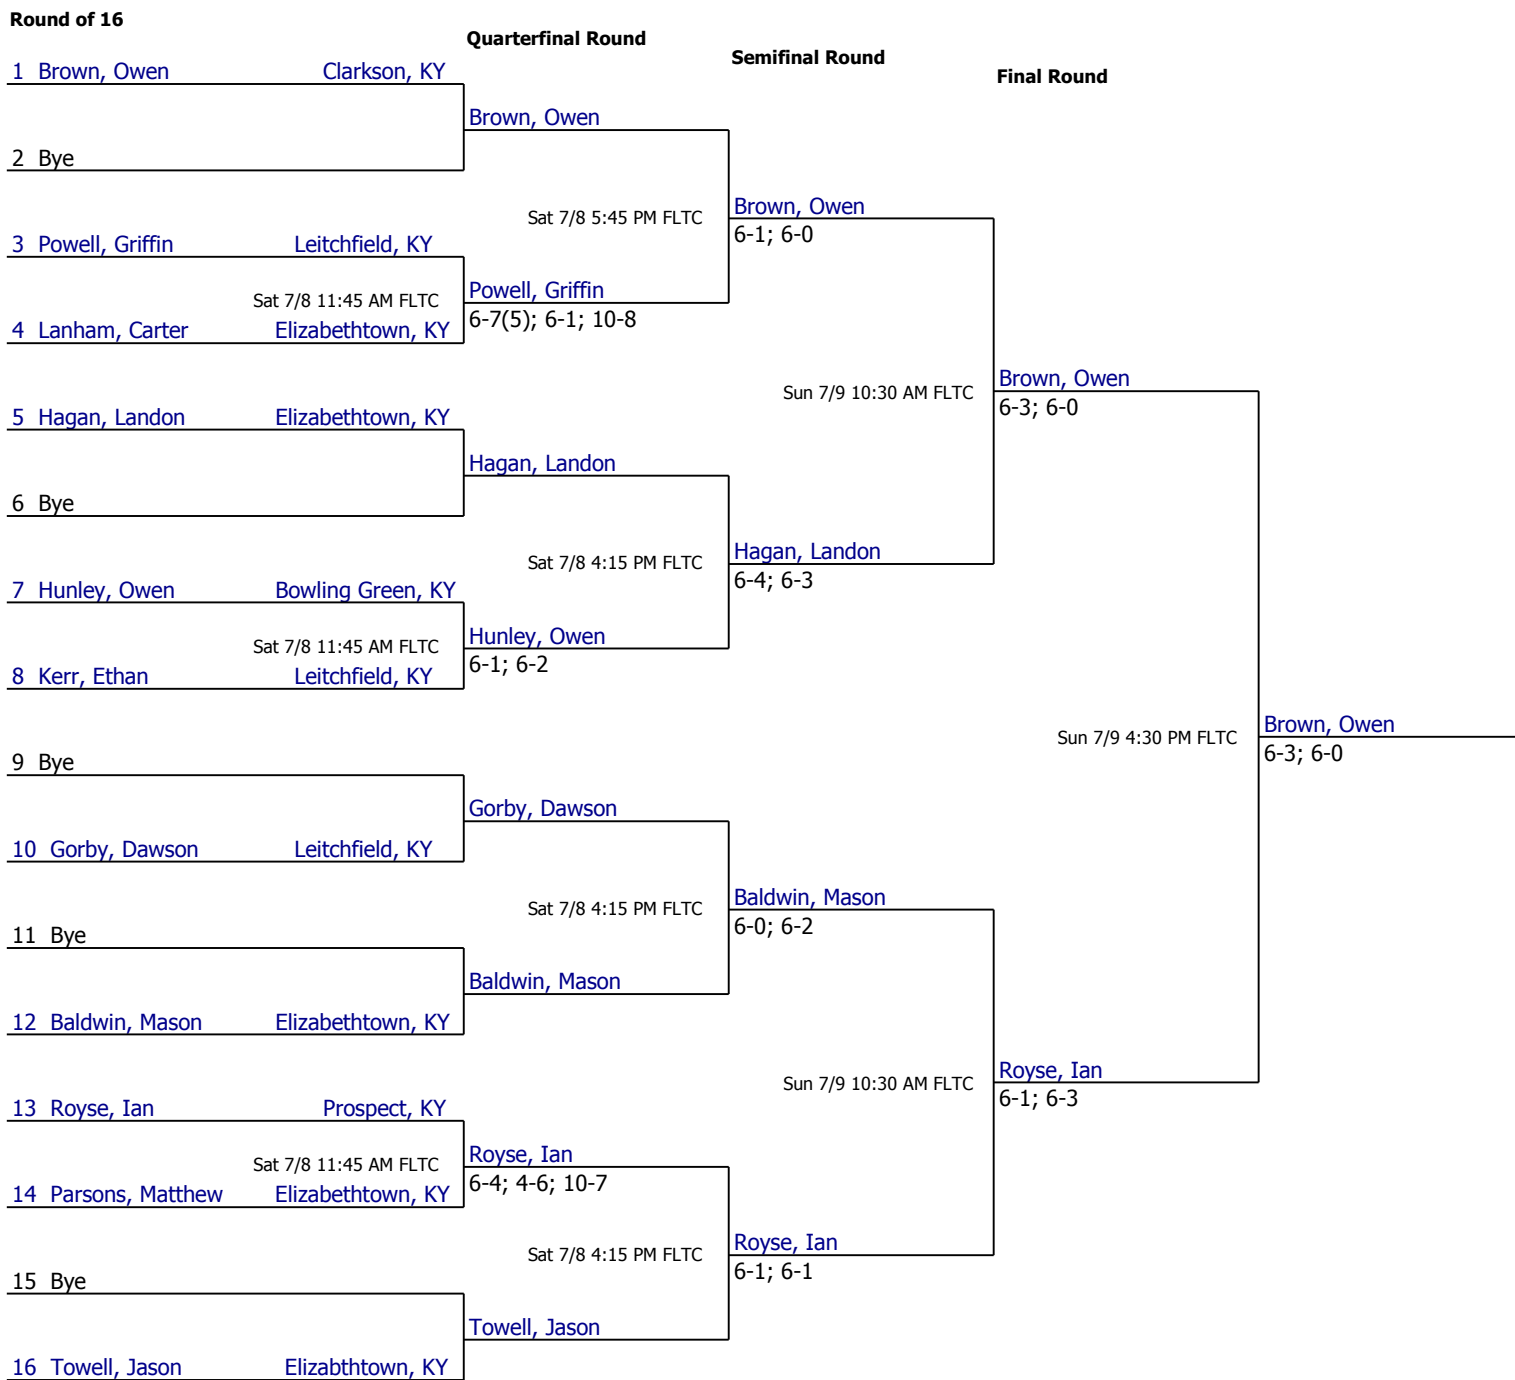 Round of 16
Quarterfinal Round
Semifinal Round
Final Round
1 Brown, Owen Clarkson, KY
Brown, Owen
2 Bye
Sat 7/8 5:45 PM FLTC
Brown, Owen
6-1; 6-0
3 Powell, Griffin Leitchfield, KY
Sat 7/8 11:45 AM FLTC
Powell, Griffin
6-7(5); 6-1; 10-8
4 Lanham, Carter Elizabethtown, KY
Sun 7/9 10:30 AM FLTC
Brown, Owen
6-3; 6-0
5 Hagan, Landon Elizabethtown, KY
Hagan, Landon
6 Bye
Sat 7/8 4:15 PM FLTC
Hagan, Landon
6-4; 6-3
7 Hunley, Owen Bowling Green, KY
Sat 7/8 11:45 AM FLTC
Hunley, Owen
6-1; 6-2
8 Kerr, Ethan Leitchfield, KY
Sun 7/9 4:30 PM FLTC
Brown, Owen
6-3; 6-0
9 Bye
Gorby, Dawson
10 Gorby, Dawson Leitchfield, KY
Sat 7/8 4:15 PM FLTC
Baldwin, Mason
6-0; 6-2
11 Bye
Baldwin, Mason
12 Baldwin, Mason Elizabethtown, KY
Sun 7/9 10:30 AM FLTC
Royse, Ian
6-1; 6-3
13 Royse, Ian Prospect, KY
Sat 7/8 11:45 AM FLTC
Royse, Ian
6-4; 4-6; 10-7
14 Parsons, Matthew Elizabethtown, KY
Sat 7/8 4:15 PM FLTC
Royse, Ian
6-1; 6-1
15 Bye
Towell, Jason
16 Towell, Jason Elizabthtown, KY